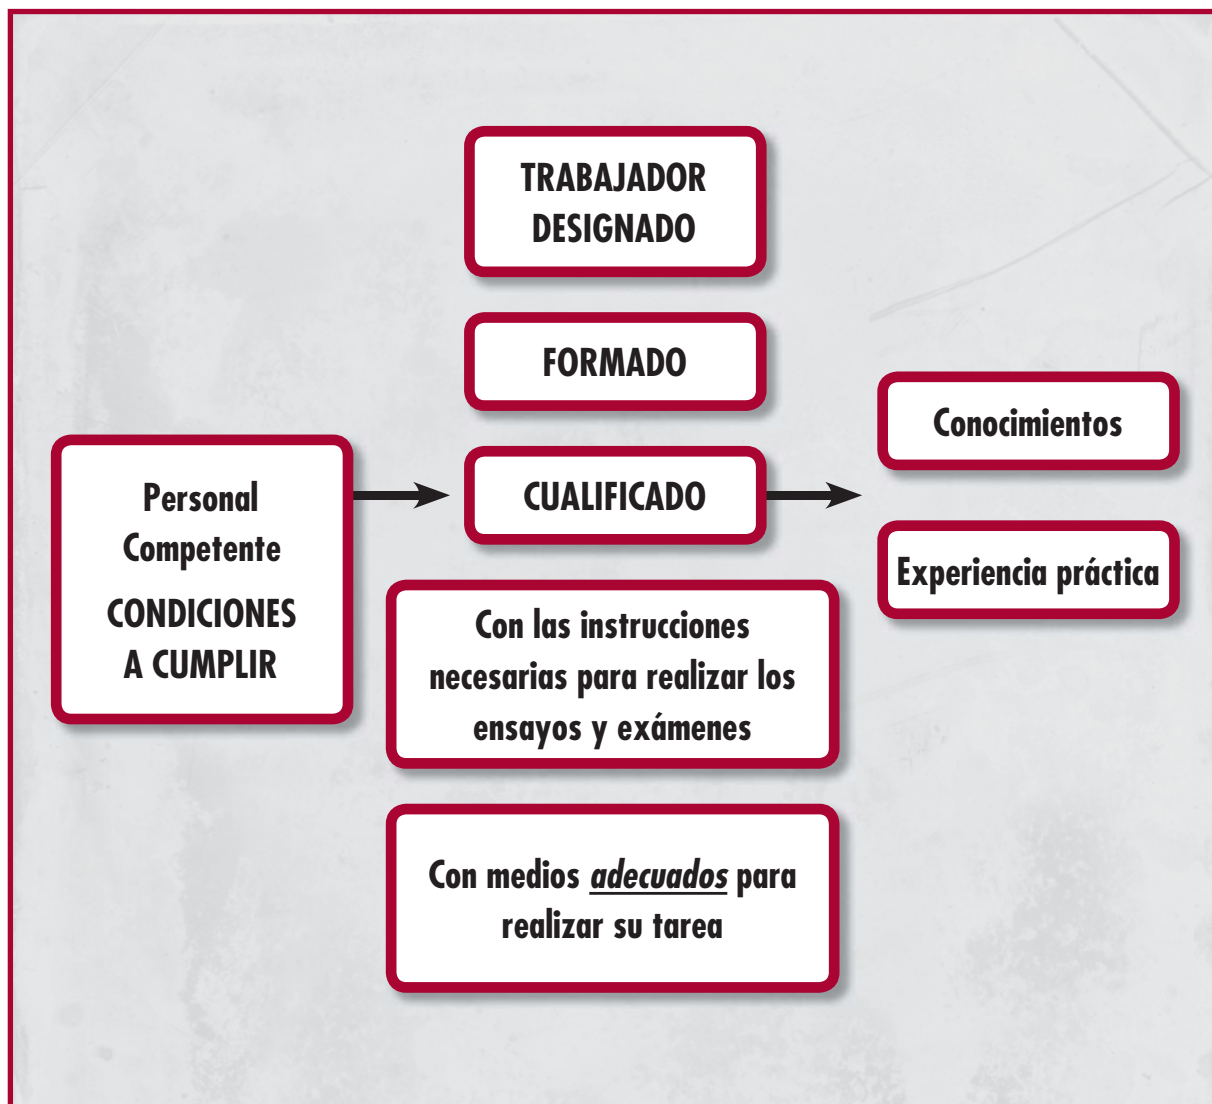 TRABAJADOR
DESIGNADO
FORMADO
CUALIFICADO
Con las instrucciones
necesarias para realizar los
ensayos y exámenes
Con medios adecuados para
realizar su tarea
Personal
Competente
CONDICIONES
A CUMPLIR
Conocimientos
Experiencia práctica